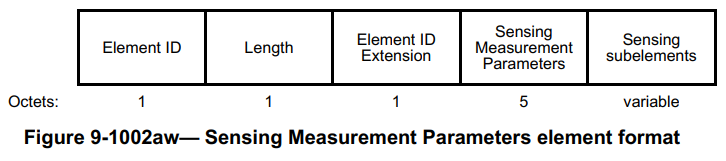 Element ID Length Element ID Extension Sensing Measurement Parameters Sensing subelements
Octets: 1 1 1 5 variable
Figure 9-1002aw— Sensing Measurement Parameters element format